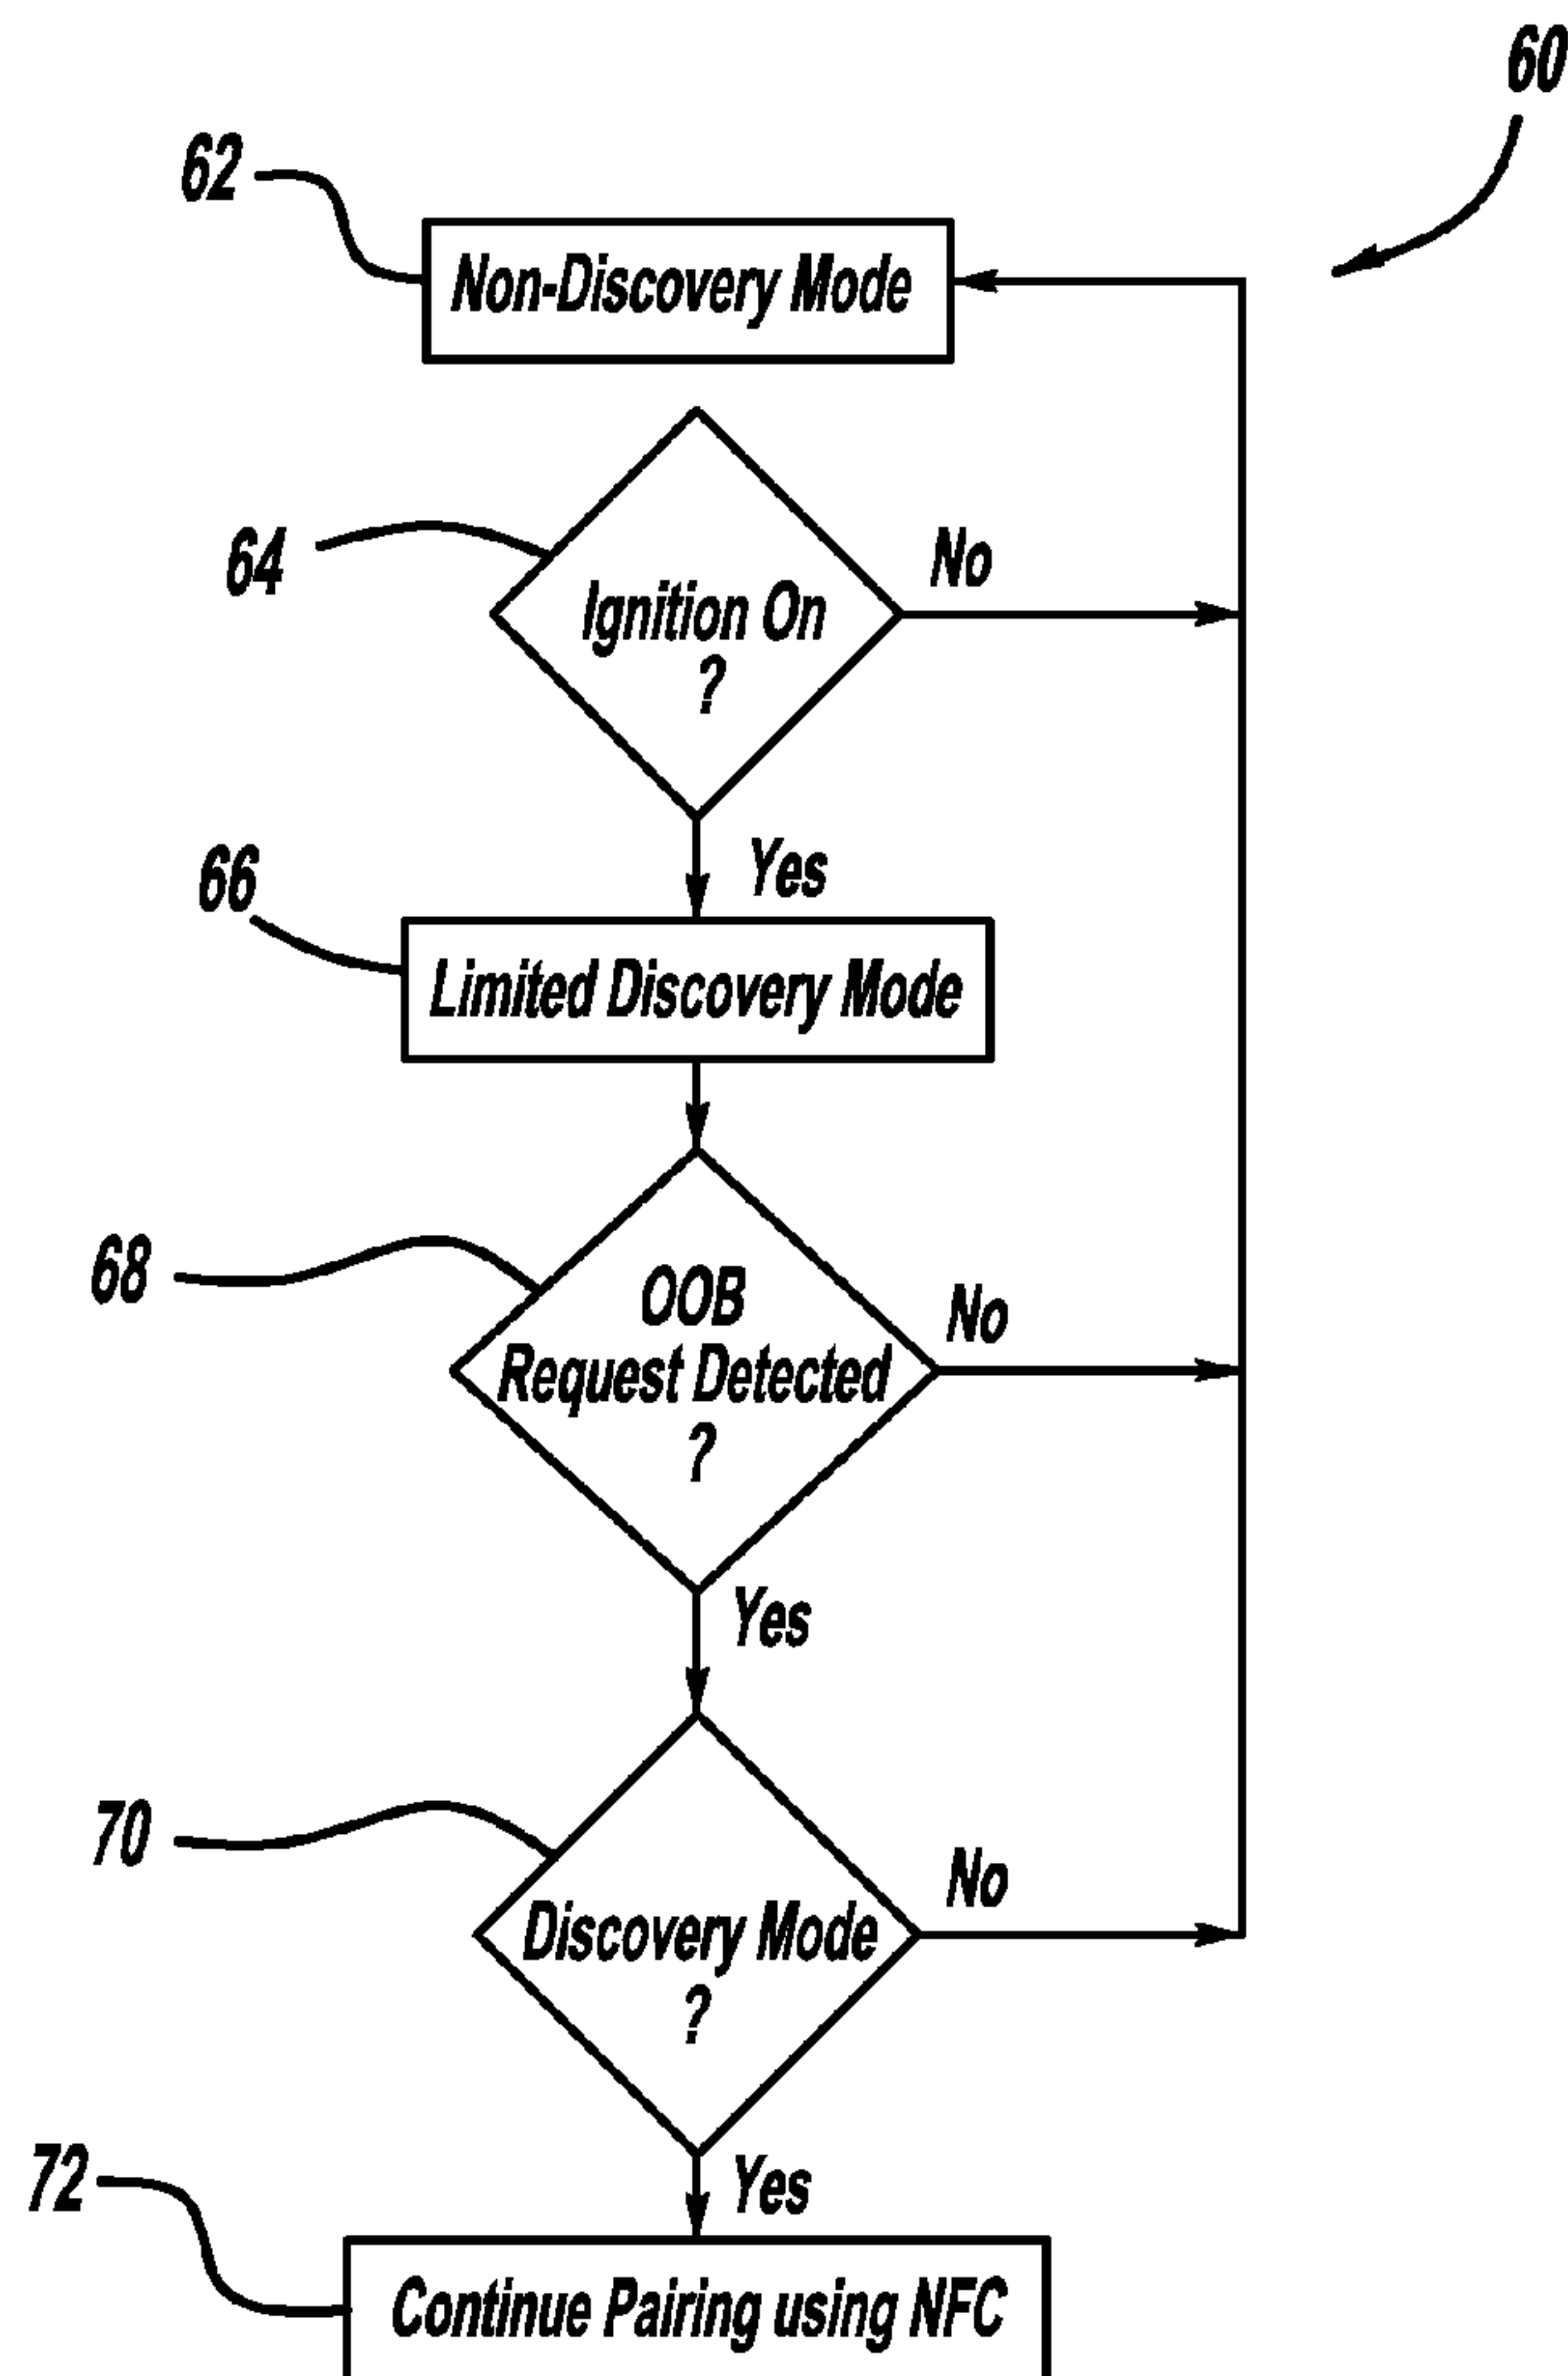 60
62
Non-Discovery Mode
64
No
Ignition On
?
Yes
66
Limited Discovery Mode
68
OOB
No
Request Detected
?
Yes
70
No
Discovery Mode
?
Yes
72
Continue Pairing using NFC